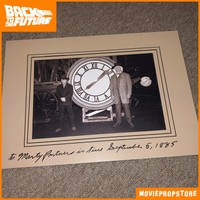 BACK TO THE FUTURE
to Marty Partners in time September 5, 1885
MOVIEPROPSTORE